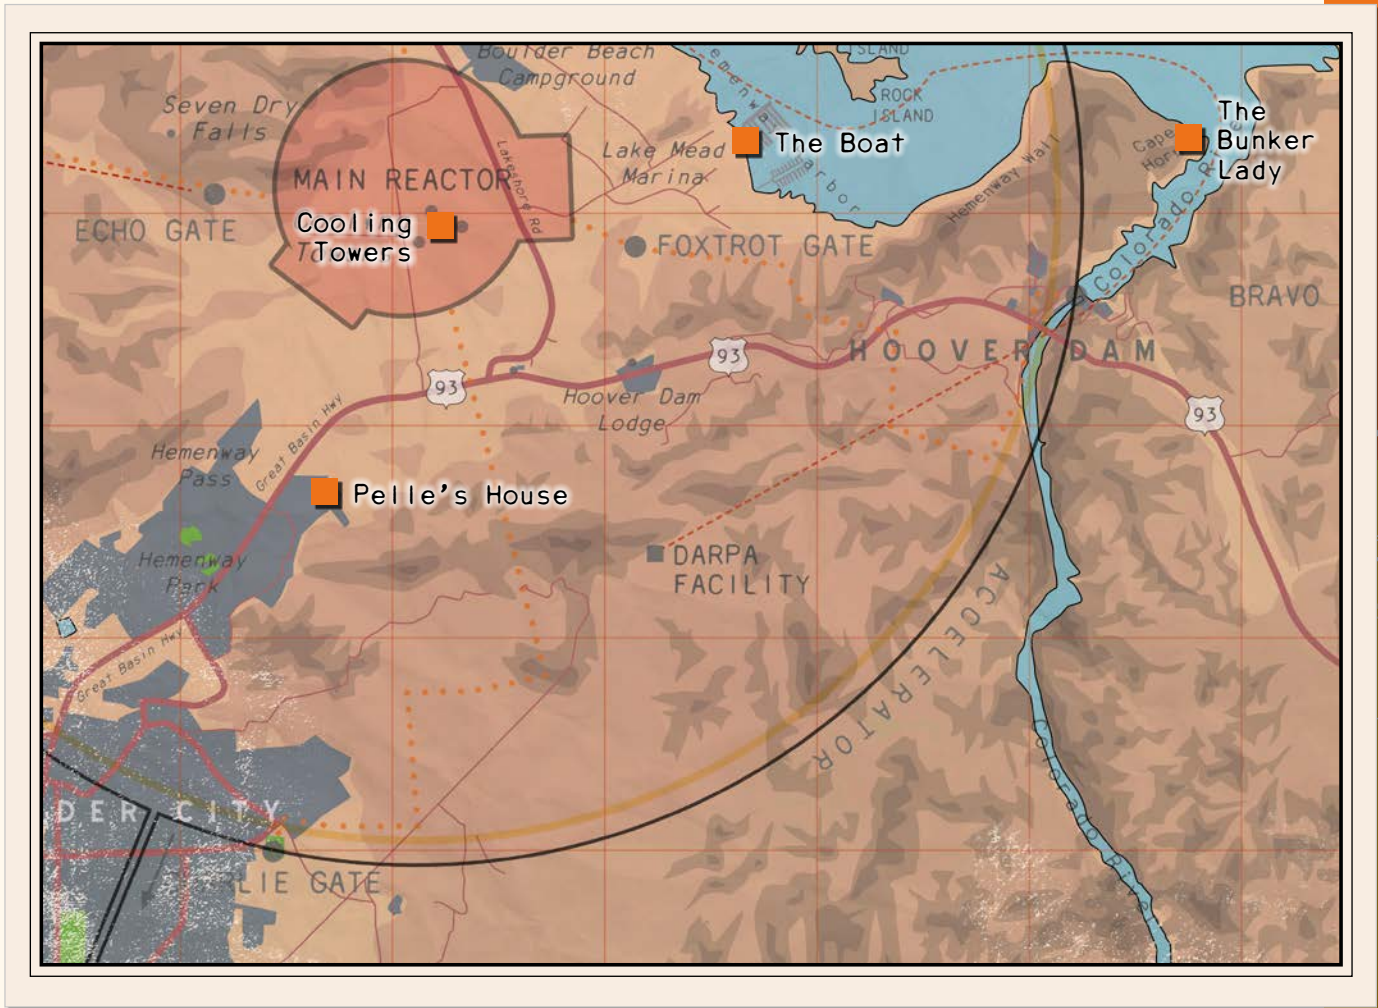 Boulder Beach
Campground
ISLAND
ROCK
ISLAND
The
Bunker
Lady
Seven Dry
Falls
The Boat
Lake Mead
Marina
Cape
Horn
Hemenway Wall
Lakeshore Rd
MAIN REACTOR
Cooling
Towers
ECHO GATE
FOXTROT GATE
Colorado
BRAVO
HOOVER DAM
93
93
93
Hoover Dam
Lodge
Great Basin Hwy
Hemenway
Pass
Pelle's House
Hemenway
Park
DARPA
FACILITY
ACCELERATOR
Great Basin Hwy
Colorado River
DER CITY
RLIE GATE